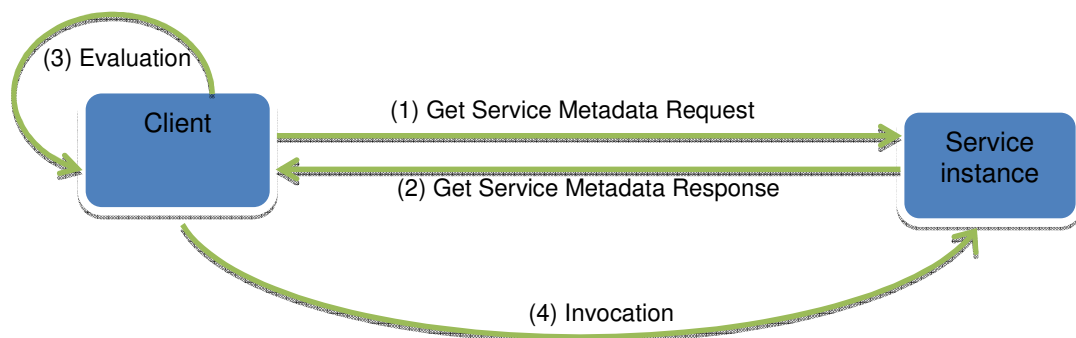 (3) Evaluation
Client
(1) Get Service Metadata Request
Service
instance
(2) Get Service Metadata Response
(4) Invocation